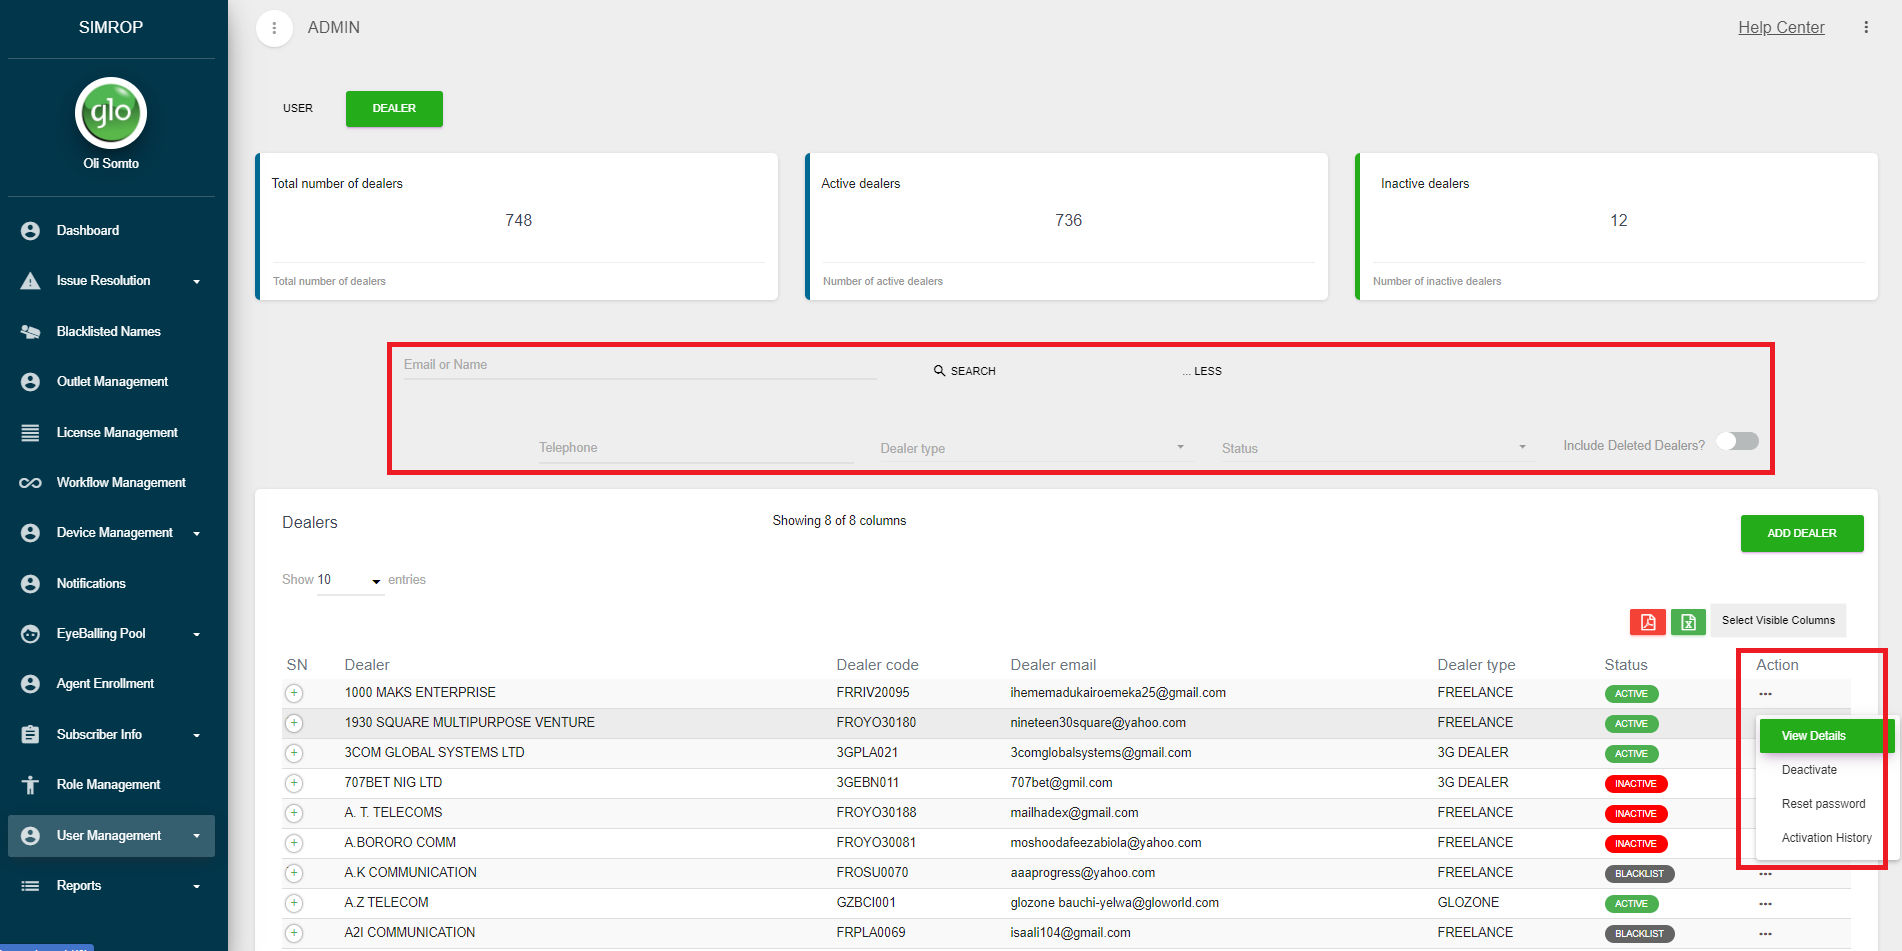 SIMROP
glo
Oli Somto
Dashboard
Issue Resolution
Blacklisted Names
Outlet Management
License Management
Workflow Management
Device Management
Notifications
EyeBalling Pool
Agent Enrollment
Subscriber Info
Role Management
User Management
Reports
ADMIN
Help Center
USER DEALER
Total number of dealers
748
Total number of dealers
Active dealers
736
Number of active dealers
Inactive dealers
12
Number of inactive dealers
Email or Name SEARCH ... LESS
Telephone Dealer type Status Include Deleted Dealers?
Dealers Showing 8 of 8 columns
ADD DEALER
Show 10 entries
Select Visible Columns
SN Dealer Dealer code Dealer email Dealer type Status Action
1000 MAKS ENTERPRISE FRRIV20095 ihememadukairoemeka25@gmail.com FREELANCE ACTIVE
1930 SQUARE MULTIPURPOSE VENTURE FROYO30180 nineteen30square@yahoo.com FREELANCE ACTIVE
3COM GLOBAL SYSTEMS LTD 3GPLA021 3comglobalsystems@gmail.com 3G DEALER ACTIVE
707BET NIG LTD 3GEBN011 707bet@gmil.com 3G DEALER INACTIVE
A. T. TELECOMS FROYO30188 mailhadex@gmail.com FREELANCE INACTIVE
A.BORORO COMM FROYO30081 moshoodafeezabiola@yahoo.com FREELANCE INACTIVE
A.K COMMUNICATION FROSU0070 aaaprogress@yahoo.com FREELANCE BLACKLIST
A.Z TELECOM GZBCI001 glozone bauchi-yelwa@gloworld.com GLOZONE ACTIVE
A2I COMMUNICATION FRPLA0069 isaali104@gmail.com FREELANCE BLACKLIST
View Details
Deactivate
Reset password
Activation History